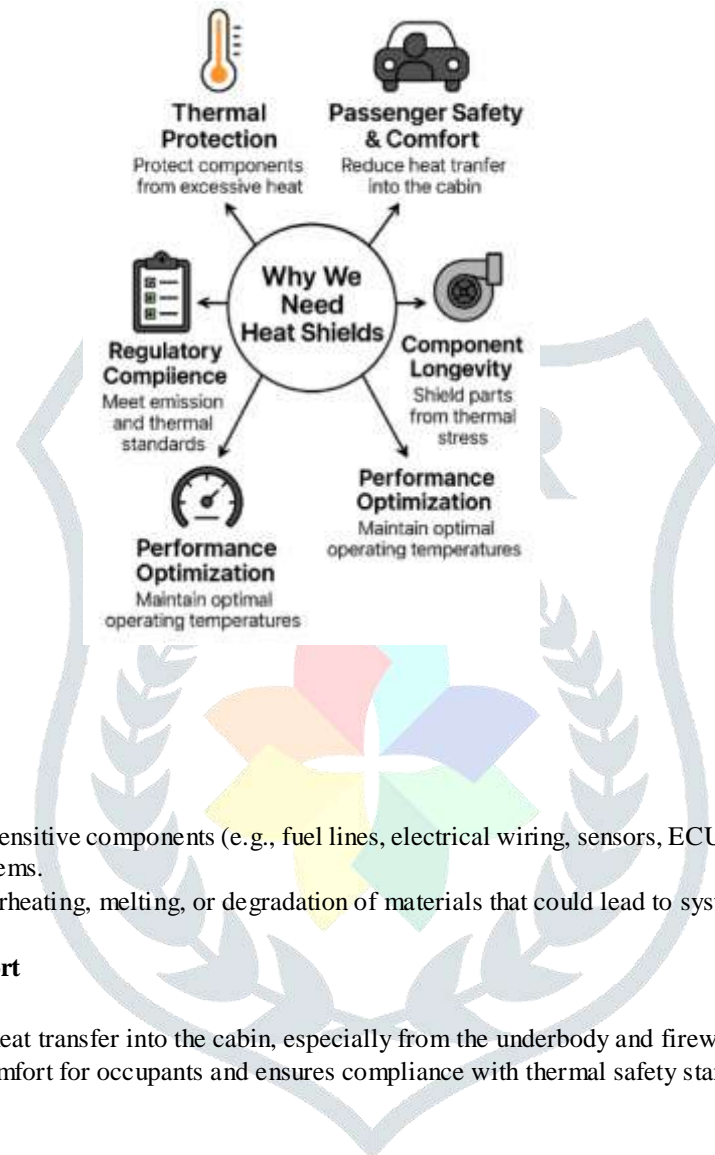 Thermal
Protection
Protect components
from excessive heat
Passenger Safety
& Comfort
Reduce heat tranfer
into the cabin
Why We
Need
Heat Shields
Regulatory
Compiience
Meet emission
and thermal
standards
Component
Longevity
Shield parts
from thermal
stress
Performance
Optimization
Maintain optimal
operating temperatures
Performance
Optimization
Maintain optimal
operating temperatures
R
ensitive components (e.g., fuel lines, electrical wiring, sensors, ECU
ems.
rheating, melting, or degradation of materials that could lead to syst
ort
eat transfer into the cabin, especially from the underbody and firew
mfort for occupants and ensures compliance with thermal safety stan